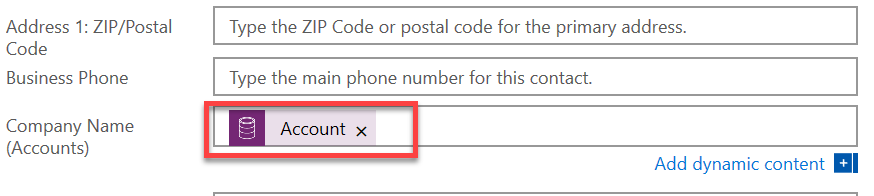 Address 1: ZIP/Postal
Code
Type the ZIP Code or postal code for the primary address.
Business Phone
Type the main phone number for this contact.
Company Name
(Accounts)
Account ×
Add dynamic content +